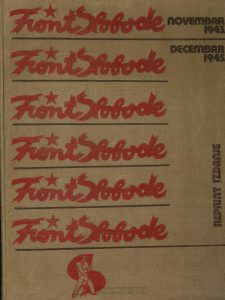 Front Slobode NOVEMBAR
1943.
Front Slobode DECEMBAR
1943.
Front Slobode
Front Slobode
Front Slobode
Front Slobode
REPRINT IZDANJE